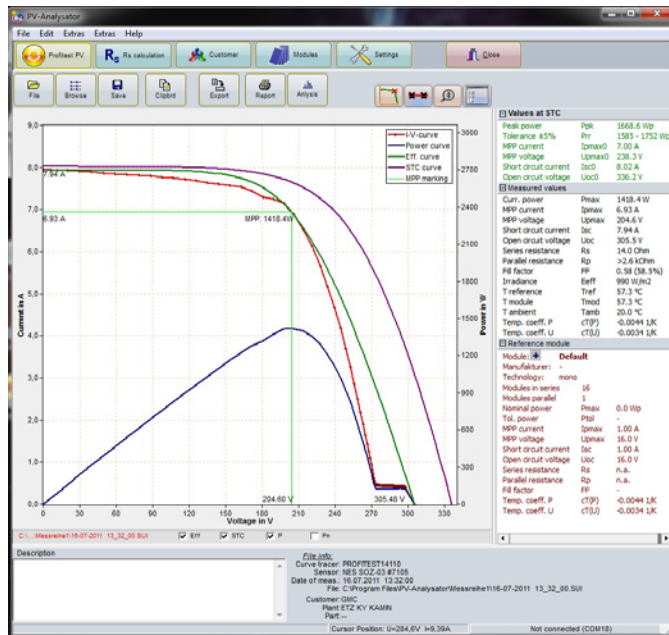 PV-Analysator
File Edit Extras Extras Help
Profitest PV Rs Rs calculation Customer Modules Settings Close
File Browse Save Clipbrd Export Report Anlysis
9,0
8,0
7,0
6,0
5,0
4,0
3,0
2,0
1,0
0,0
Current in A
7.94 A
6.93 A
MPP: 1418.4W
I-V-curve
Power curve
Eff. curve
STC curve
MPP marking
3000
2700
2400
2100
1800
1500
1200
900
600
300
0
Power in W
204.60 V 305.48 V
0 30 60 90 120 150 180 210 240 270 300 330
Voltage in V
C:\...\Messreihe1\16-07-2011 13_32_00.SUI Eff STC P Pn
Values at STC
Peak power Ppk 1668.6 Wp
Tolerance ±5% Prr 1585 - 1752 Wp
MPP current Ipmax0 7.00 A
MPP voltage Upmax0 238.3 V
Short circuit current Isc0 8.02 A
Open circuit voltage Uoc0 336.2 V
Measured values
Curr. power Pmax 1418.4 W
MPP current Ipmax 6.93 A
MPP voltage Upmax 204.6 V
Short circuit current Isc 7.94 A
Open circuit voltage Uoc 305.5 V
Series resistance Rs 14.0 Ohm
Parallel resistance Rp >2.6 kOhm
Fill factor FF 0.58 (58.5%)
Irradiance Eeff 990 W/m2
T reference Tref 57.3 ºC
T module Tmod 57.3 ºC
T ambient Tamb 20.0 ºC
Temp. coeff. P cT(P) -0.0044 1/K
Temp. coeff. U cT(U) -0.0034 1/K
Reference module
Module: Default
Manufakturer: -
Technology: mono
Modules in series 16
Modules parallel 1
Nominal power Pmax 0.0 Wp
Tol. power Ptol -
MPP current Ipmax 1.00 A
MPP voltage Upmax 16.0 V
Short circuit current Isc 1.00 A
Open circuit voltage Uoc 16.0 V
Series resistance Rs n.a.
Parallel resistance Rp n.a.
Fill factor FF -
Temp. coeff. P cT(P) -0.0044 1/K
Temp. coeff. U cT(U) -0.0034 1/K
Description
File info:
Curve tracer: PROFITEST14110
Sensor: NES SOZ-03 #7105
Date of meas.: 16.07.2011 13:32:00
File: C:\Program Files\PV-Analysator\Messreihe1\16-07-2011 13_32_00.SUI
Customer: GMC
Plant: ETZ KY KAMIN
Part: --
Cursor Position: U=284,6V I=9,39A Not connected (COM18)